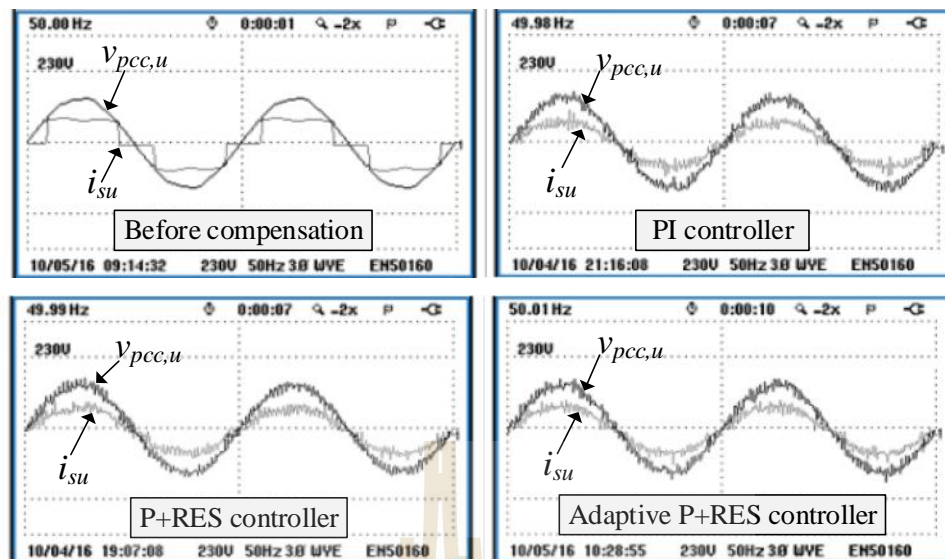 50.00 Hz 0:00:01 -2x P
230V
v_pcc,u
i_su
Before compensation
10/05/16 09:14:32 230V 50Hz 3Ø WYE EN50160
49.98 Hz 0:00:07 -2x P
230V
v_pcc,u
i_su
PI controller
10/04/16 21:16:08 230V 50Hz 3Ø WYE EN50160
49.99 Hz 0:00:07 -2x P
230V
v_pcc,u
i_su
P+RES controller
10/04/16 19:07:08 230V 50Hz 3Ø WYE EN50160
50.01 Hz 0:00:10 -2x P
230V
v_pcc,u
i_su
Adaptive P+RES controller
10/05/16 10:28:55 230V 50Hz 3Ø WYE EN50160